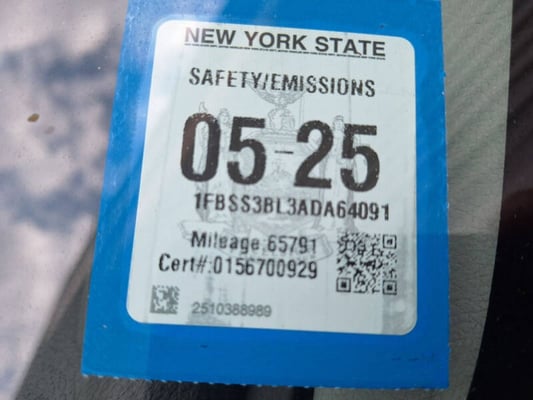 NEW YORK STATE
SAFETY/EMISSIONS
05-25
1FBSS3BL3ADA64091
Mileage:65791
Cert#:0156700929
2510388989